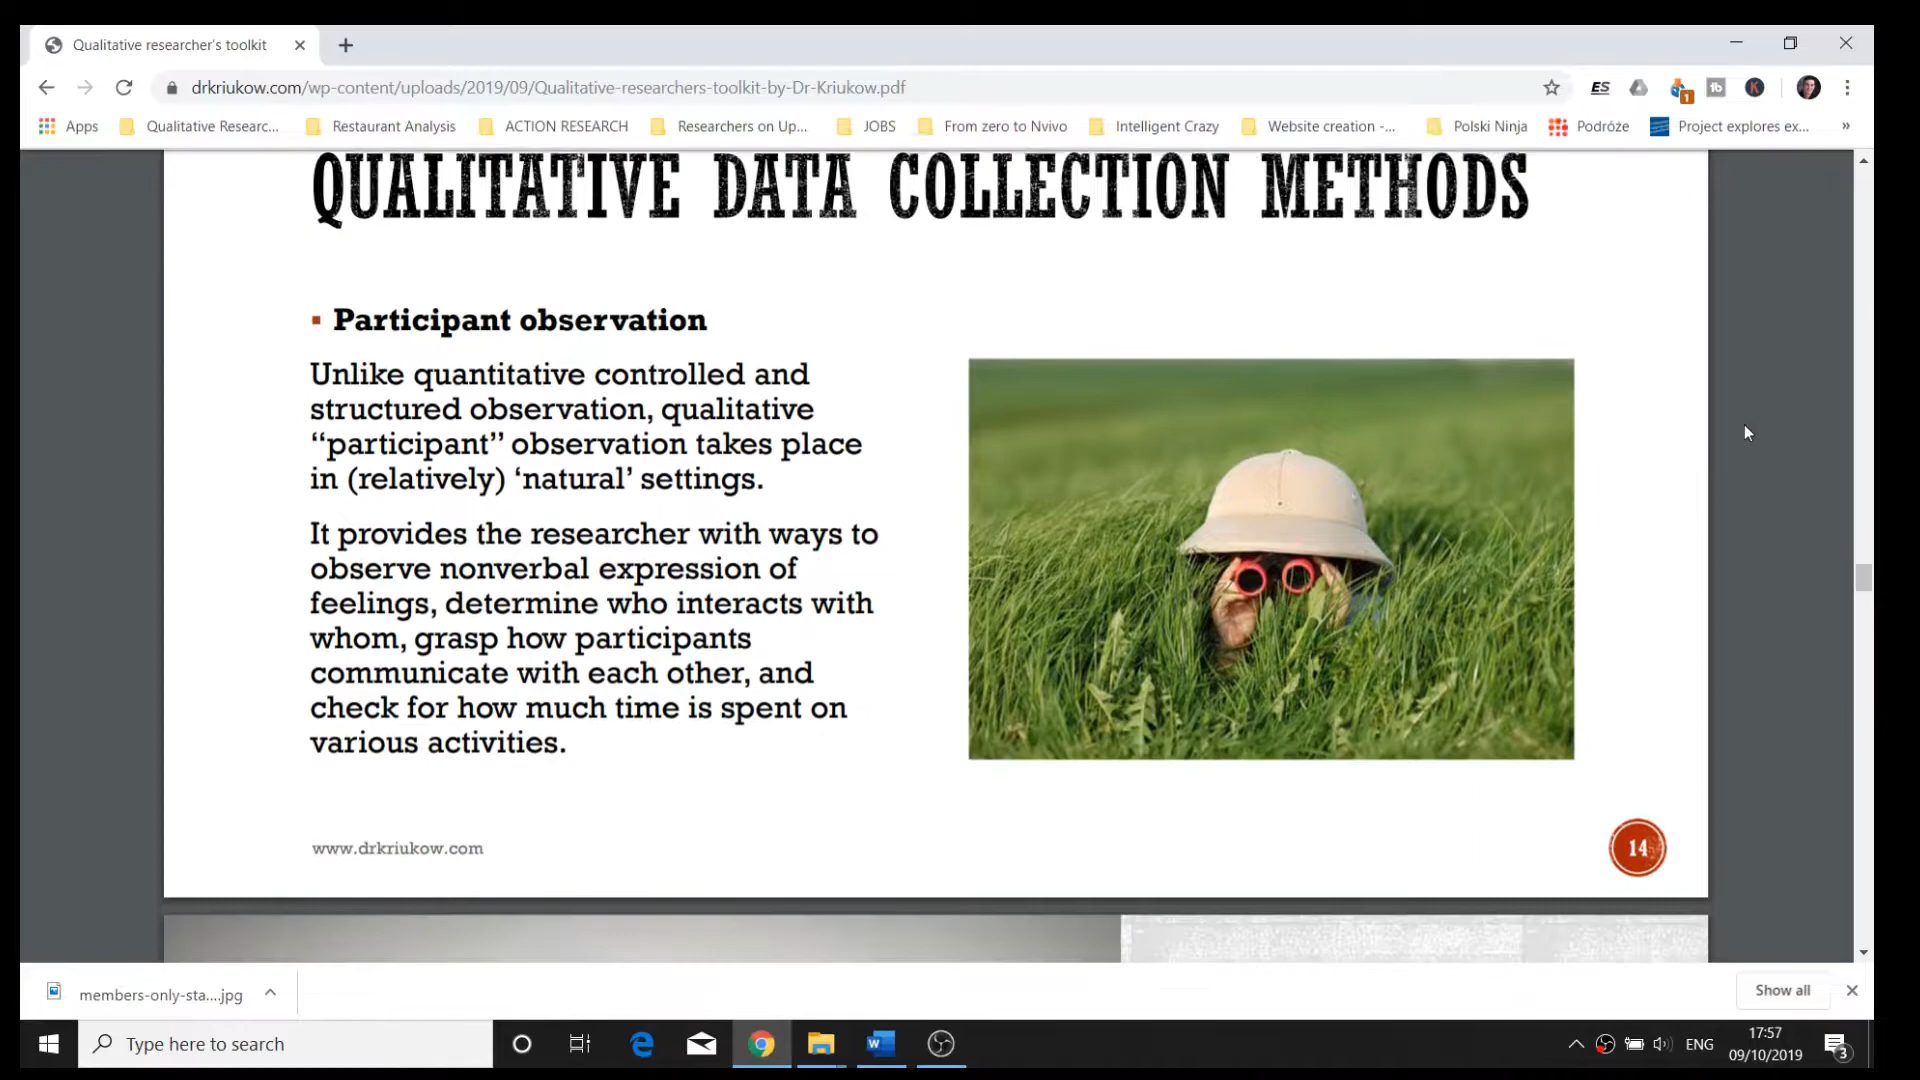 Qualitative researcher's toolkit
drkriukow.com/wp-content/uploads/2019/09/Qualitative-researchers-toolkit-by-Dr-Kriukow.pdf
ES
1
Apps
Qualitative Researc...
Restaurant Analysis
ACTION RESEARCH
Researchers on Up...
JOBS
From zero to Nvivo
Intelligent Crazy
Website creation -...
Polski Ninja
Podróże
Project explores ex...
»
QUALITATIVE DATA COLLECTION METHODS
Participant observation
Unlike quantitative controlled and
structured observation, qualitative
“participant” observation takes place
in (relatively) ‘natural’ settings.
It provides the researcher with ways to
observe nonverbal expression of
feelings, determine who interacts with
whom, grasp how participants
communicate with each other, and
check for how much time is spent on
various activities.
www.drkriukow.com
14
members-only-sta....jpg
Show all
Type here to search
ENG
17:57
09/10/2019
3